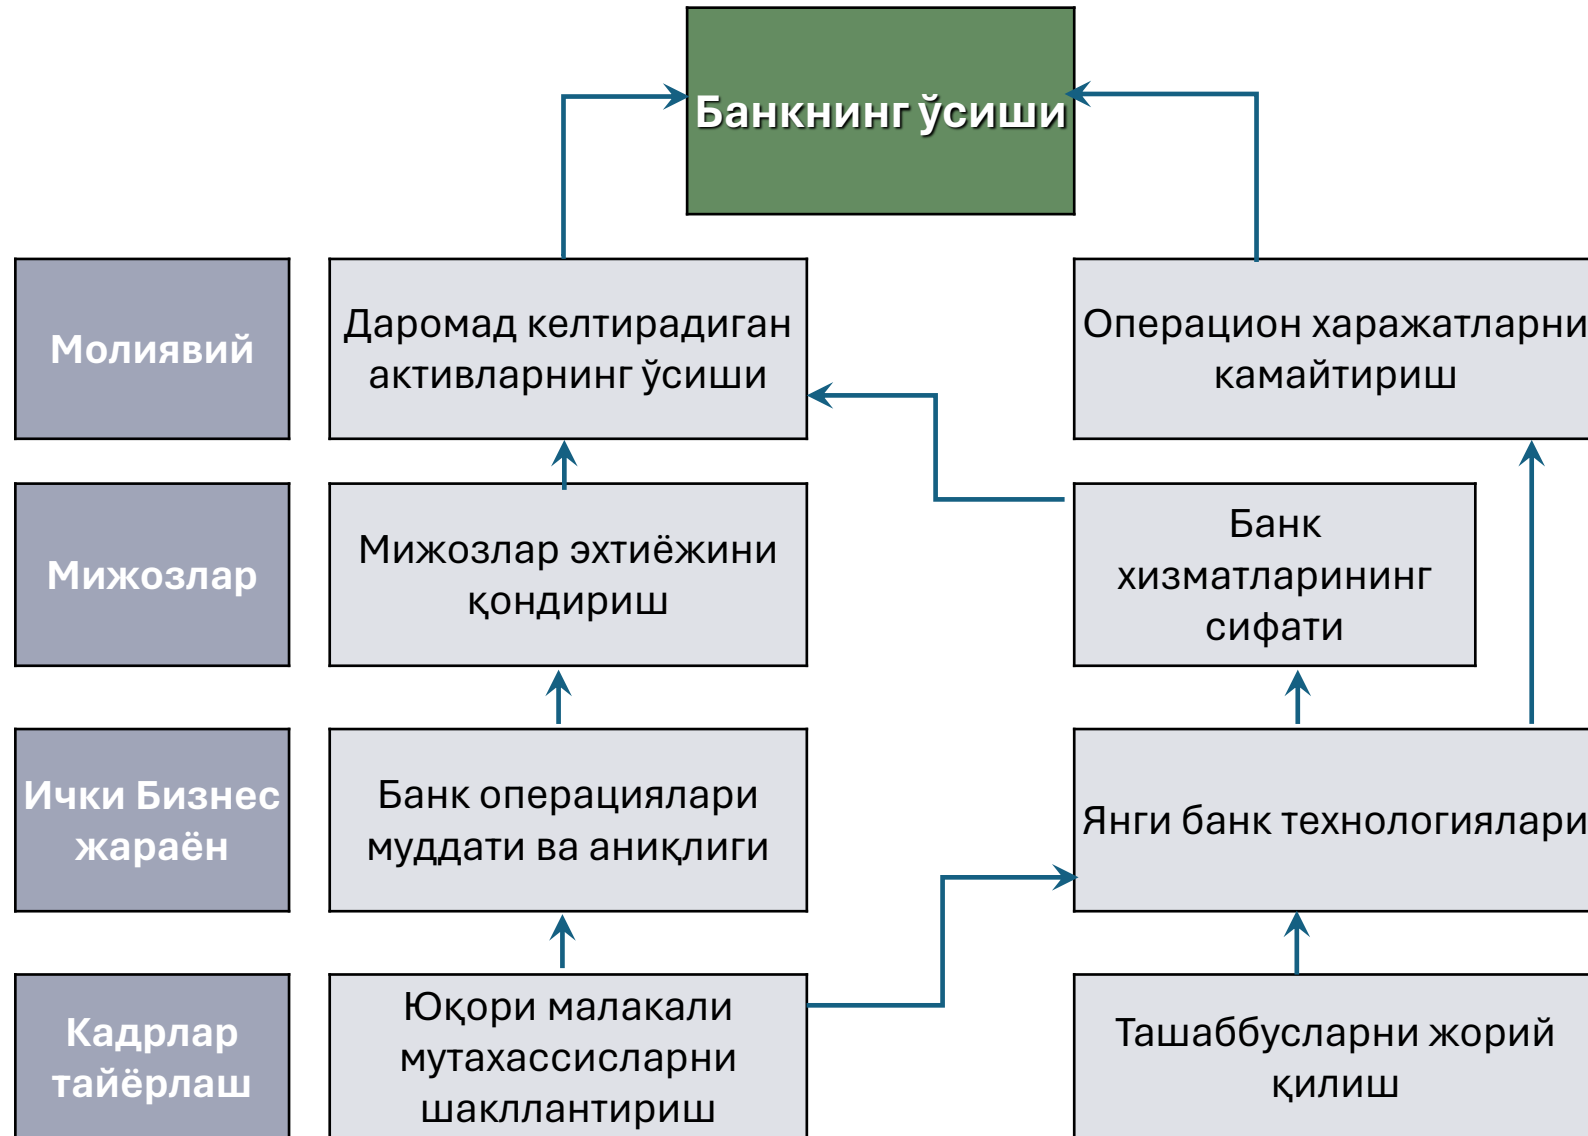 Банкнинг ўсиши
Молиявий
Даромад келтирадиган
активларнинг ўсиши
Операцион харажатларни
камайтириш
Мижозлар
Мижозлар эҳтиёжини
қондириш
Банк
хизматларининг
сифати
Ички Бизнес
жараён
Банк операциялари
муддати ва аниқлиги
Янги банк технологиялари
Кадрлар
тайёрлаш
Юқори малакали
мутахассисларни
шакллантириш
Ташаббусларни жорий
қилиш